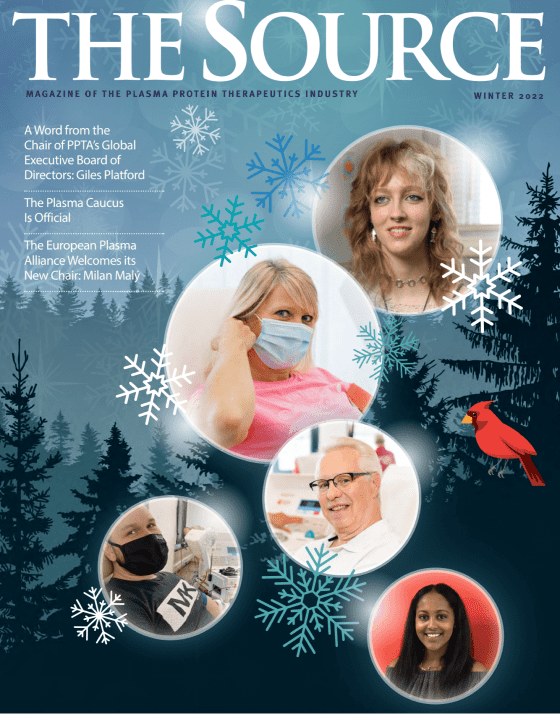 THE SOURCE
MAGAZINE OF THE PLASMA PROTEIN THERAPEUTICS INDUSTRY
WINTER 2022
A Word from the
Chair of PPTA's Global
Executive Board of
Directors: Giles Platford
The Plasma Caucus
Is Official
The European Plasma
Alliance Welcomes its
New Chair: Milan Malý
MK